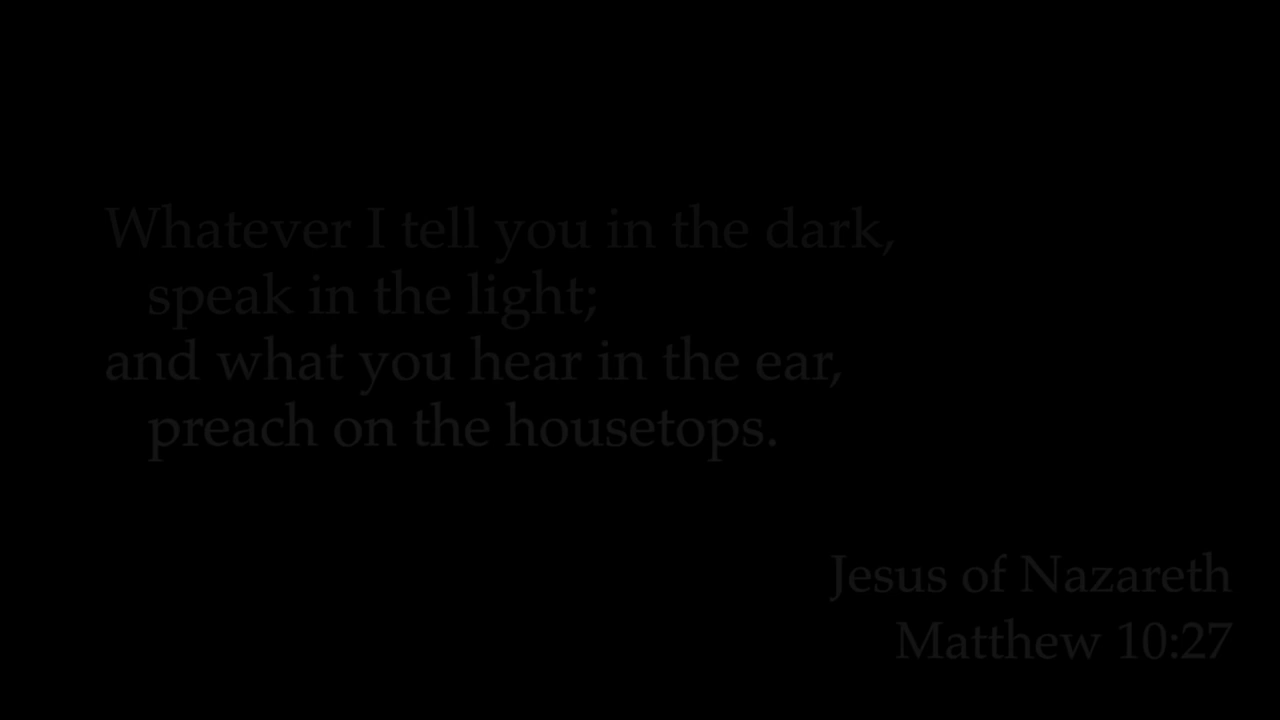 Whatever I tell you in the dark,
speak in the light;
and what you hear in the ear,
preach on the housetops.
Jesus of Nazareth
Matthew 10:27